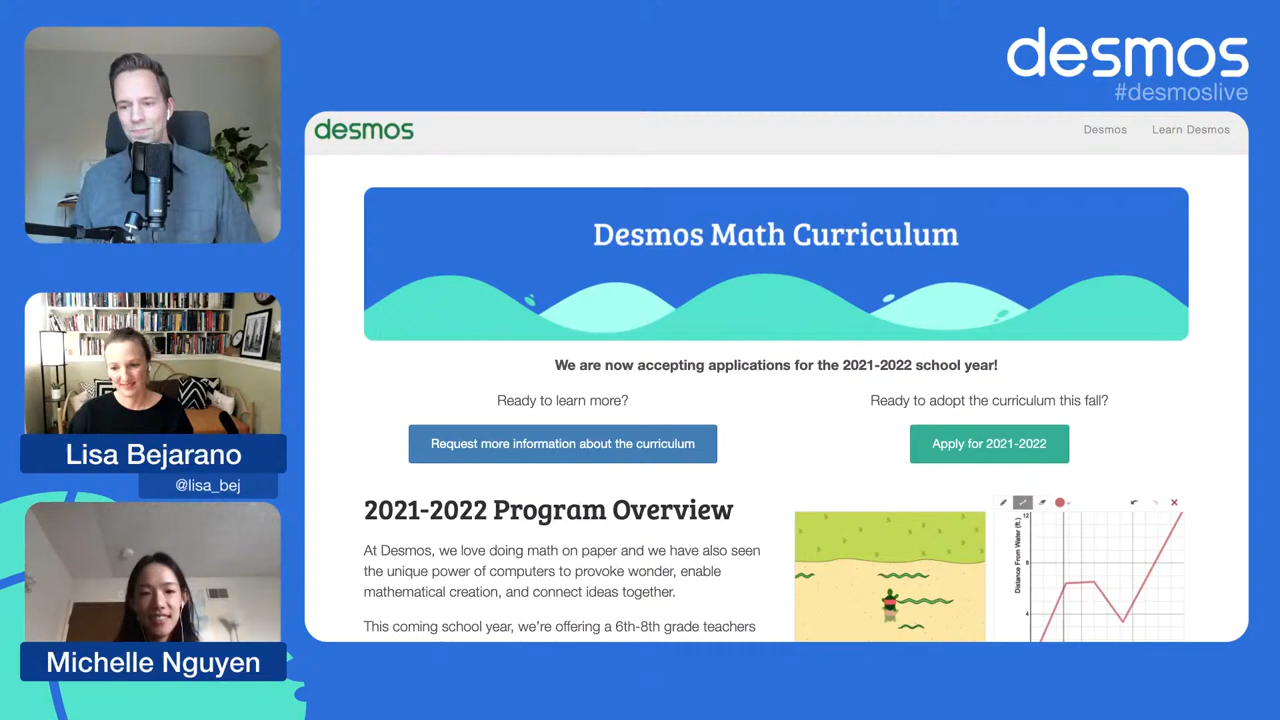 desmos
#desmoslive
desmos
Desmos
Learn Desmos
Desmos Math Curriculum
We are now accepting applications for the 2021-2022 school year!
Ready to learn more?
Ready to adopt the curriculum this fall?
Request more information about the curriculum
Apply for 2021-2022
2021-2022 Program Overview
At Desmos, we love doing math on paper and we have also seen
the unique power of computers to provoke wonder, enable
mathematical creation, and connect ideas together.
This coming school year, we're offering a 6th-8th grade teachers
Distance From Water (ft.)
12
8
4
Lisa Bejarano
@lisa_bej
Michelle Nguyen